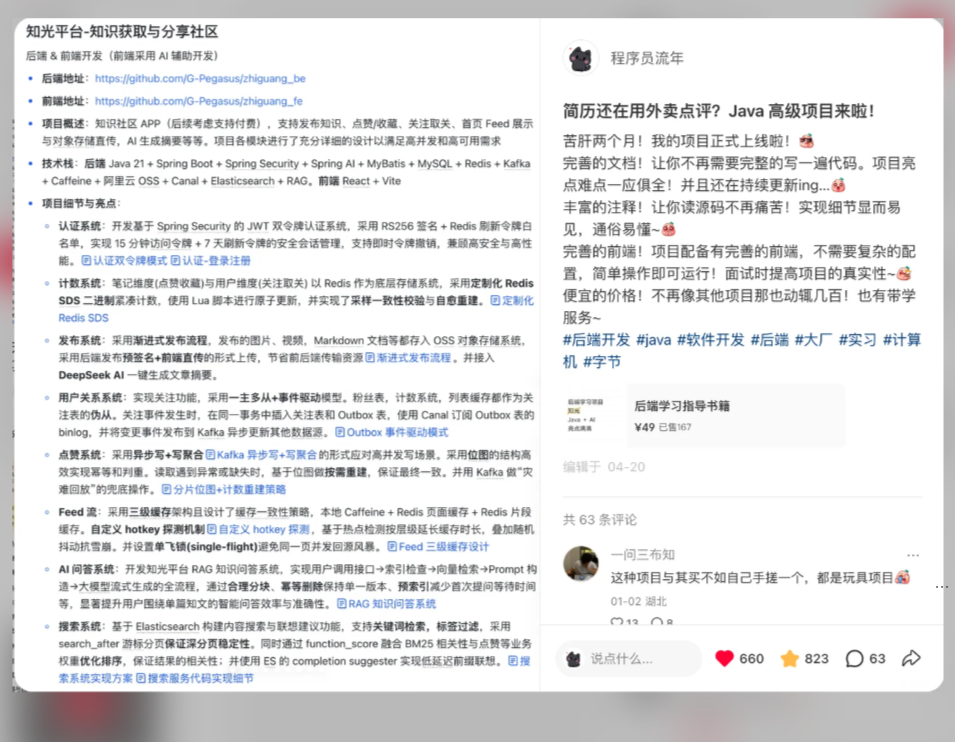 知光平台-知识获取与分享社区
后端 & 前端开发（前端采用 AI 辅助开发）
• 后端地址：https://github.com/G-Pegasus/zhiguang_be
• 前端地址：https://github.com/G-Pegasus/zhiguang_fe
• 项目概述：知识社区 APP（后续考虑支持付费），支持发布知识、点赞/收藏、关注取关、首页 Feed 展示
与对象存储直传，AI 生成摘要等等。项目各模块进行了充分详细的设计以满足高并发和高可用需求
• 技术栈：后端 Java 21 + Spring Boot + Spring Security + Spring AI + MyBatis + MySQL + Redis + Kafka
+ Caffeine + 阿里云 OSS + Canal + Elasticsearch + RAG。前端 React + Vite
• 项目细节与亮点：
◦ 认证系统：开发基于 Spring Security 的 JWT 双令牌认证系统，采用 RS256 签名 + Redis 刷新令牌白
名单，实现 15 分钟访问令牌 + 7 天刷新令牌的安全会话管理，支持即时令牌撤销，兼顾高安全与高性
能。认证双令牌模式 认证-登录注册
◦ 计数系统：笔记维度(点赞收藏)与用户维度(关注取关) 以 Redis 作为底层存储系统，采用定制化 Redis
SDS 二进制紧凑计数，使用 Lua 脚本进行原子更新，并实现了采样一致性校验与自愈重建。定制化
Redis SDS
◦ 发布系统：采用渐进式发布流程，发布的图片、视频，Markdown 文档等都存入 OSS 对象存储系统，
采用后端发布预签名+前端直传的形式上传，节省前后端传输资源 渐进式发布流程 。并接入
DeepSeek AI 一键生成文章摘要。
◦ 用户关系系统：实现关注功能，采用一主多从+事件驱动模型。粉丝表，计数系统，列表缓存都作为关
注表的伪从。关注事件发生时，在同一事务中插入关注表和 Outbox 表，使用 Canal 订阅 Outbox 表的
binlog，并将变更事件发布到 Kafka 异步更新其他数据源。Outbox 事件驱动模式
◦ 点赞系统：采用异步写+写聚合 Kafka 异步写+写聚合 的形式应对高并发写场景。采用位图的结构高
效实现幂等和判重。读取遇到异常或缺失时，基于位图做按需重建，保证最终一致。并用 Kafka 做“灾
难回放”的兜底操作。分片位图+计数重建策略
◦ Feed 流：采用三级缓存架构且设计了缓存一致性策略，本地 Caffeine + Redis 页面缓存 + Redis 片段
缓存。自定义 hotkey 探测机制 自定义 hotkey 探测，基于热点检测按层级延长缓存时长，叠加随机
抖动抗雪崩。并设置单飞锁(single-flight)避免同一页并发回源风暴。Feed 三级缓存设计
◦ AI 问答系统：开发知光平台 RAG 知识问答系统，实现用户调用接口→索引检查→向量检索→Prompt 构
造→大模型流式生成的全流程，通过合理分块、幂等删除保持单一版本、预索引减少首次提问等待时间
等，显著提升用户围绕单篇知文的智能问答效率与准确性。RAG 知识问答系统
◦ 搜索系统：基于 Elasticsearch 构建内容搜索与联想建议功能，支持关键词检索，标签过滤，采用
search_after 游标分页保证深分页稳定性。同时通过 function_score 融合 BM25 相关性与点赞等业务
权重优化排序，保证结果的相关性；并使用 ES 的 completion suggester 实现低延迟前缀联想。搜
索系统实现方案 搜索服务代码实现细节
程序员流年
简历还在用外卖点评？Java 高级项目来啦！
苦肝两个月！我的项目正式上线啦！
完善的文档！让你不再需要完整的写一遍代码。项目亮
点难点一应俱全！并且还在持续更新ing...
丰富的注释！让你读源码不再痛苦！实现细节显而易
见，通俗易懂~
完善的前端！项目配备有完善的前端，不需要复杂的配
置，简单操作即可运行！面试时提高项目的真实性~
便宜的价格！不再像其他项目那也动辄几百！也有带学
服务~
#后端开发 #java #软件开发 #后端 #大厂 #实习 #计算
机 #字节
后端学习项目
知光
Java + AI
亮点满满
后端学习指导书籍
¥49 已售167
编辑于 04-20
共 63 条评论
一问三布知
...
这种项目与其买不如自己手搓一个，都是玩具项目
01-02 湖北
13 8
说点什么...
660 823 63